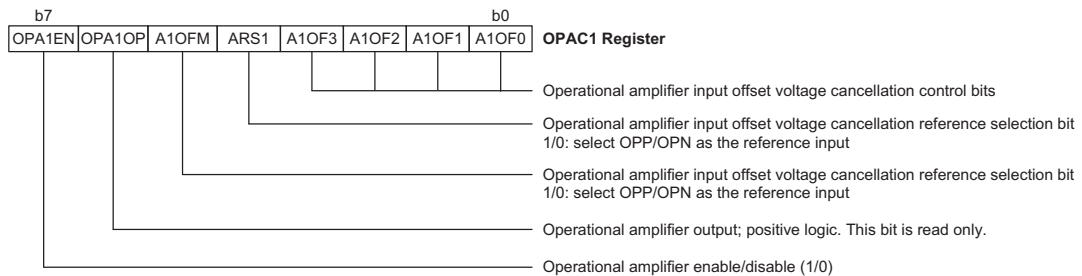 b7 b0
OPA1EN OPA1OP A1OFM ARS1 A1OF3 A1OF2 A1OF1 A1OF0 OPAC1 Register
Operational amplifier input offset voltage cancellation control bits
Operational amplifier input offset voltage cancellation reference selection bit
1/0: select OPP/OPN as the reference input
Operational amplifier input offset voltage cancellation reference selection bit
1/0: select OPP/OPN as the reference input
Operational amplifier output; positive logic. This bit is read only.
Operational amplifier enable/disable (1/0)